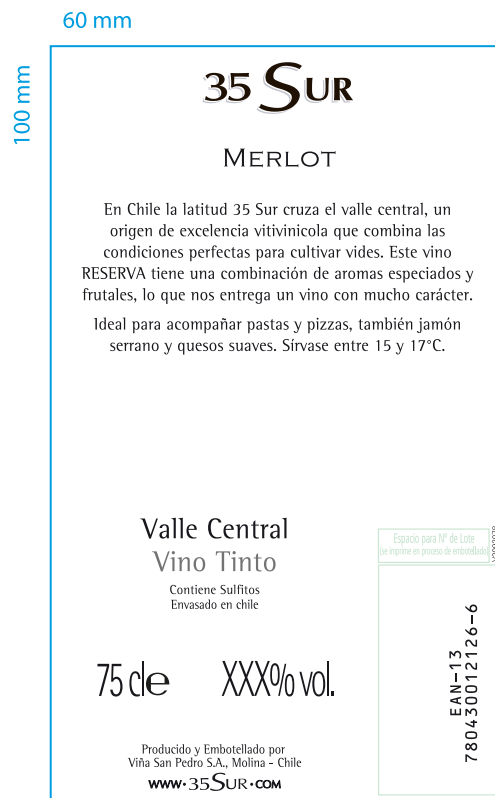 60 mm
100 mm
35 SUR
MERLOT
En Chile la latitud 35 Sur cruza el valle central, un
origen de excelencia vitivinicola que combina las
condiciones perfectas para cultivar vides. Este vino
RESERVA tiene una combinación de aromas especiados y
frutales, lo que nos entrega un vino con mucho carácter.
Ideal para acompañar pastas y pizzas, también jamón
serrano y quesos suaves. Sírvase entre 15 y 17°C.
Valle Central
Vino Tinto
Contiene Sulfitos
Envasado en chile
Espacio para N° de Lote
(se imprime en proceso de embotellado)
EAN-13
780430012126-6
75 cl e
XXX% vol.
Producido y Embotellado por
Viña San Pedro S.A., Molina - Chile
WWW·35SUR·COM